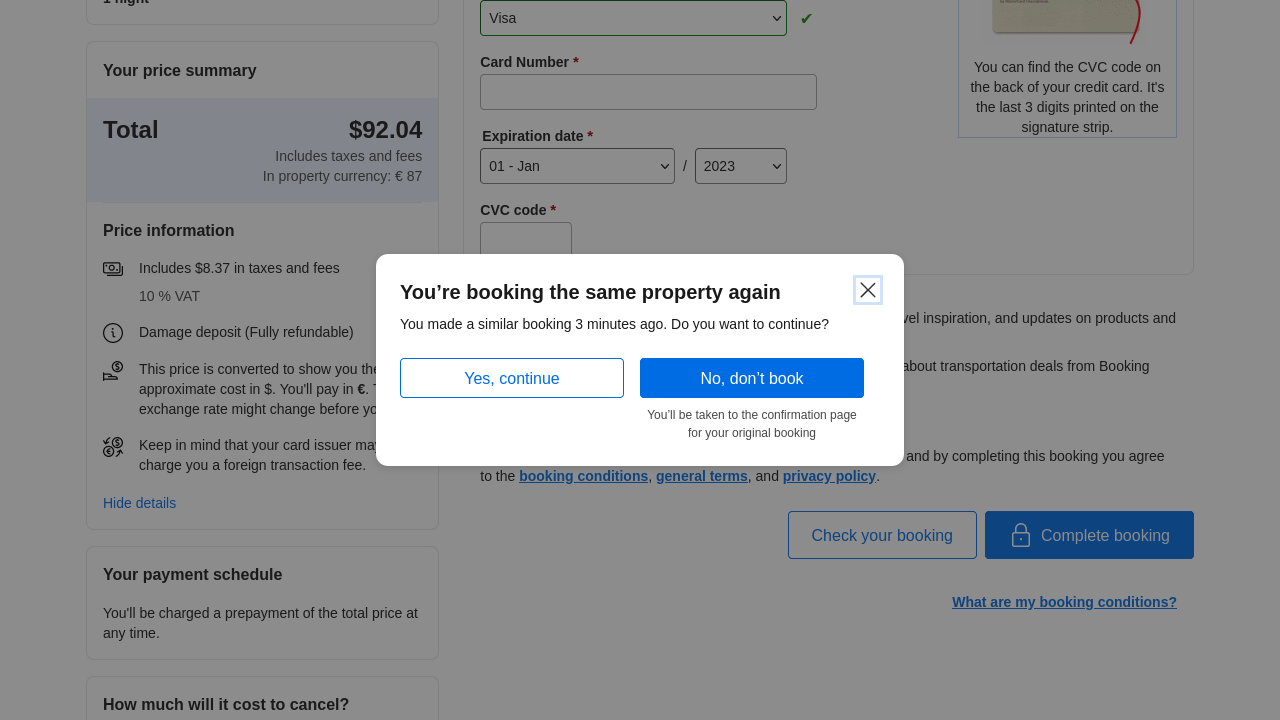 1 night
Your price summary
Total
$92.04
Includes taxes and fees
In property currency: € 87
Price information
Includes $8.37 in taxes and fees
10 % VAT
Damage deposit (Fully refundable)
This price is converted to show you the
approximate cost in $. You'll pay in €.
exchange rate might change before
Keep in mind that your card issuer may
charge you a foreign transaction fee.
Hide details
Your payment schedule
You'll be charged a prepayment of the total price at
any time.
How much will it cost to cancel?
Visa
Card Number *
Expiration date *
01 - Jan
/
2023
CVC code *
You can find the CVC code on
the back of your credit card. It's
the last 3 digits printed on the
signature strip.
You’re booking the same property again
You made a similar booking 3 minutes ago. Do you want to continue?
Yes, continue
No, don’t book
You’ll be taken to the confirmation page
for your original booking
inspiration, and updates on products and
about transportation deals from Booking
and by completing this booking you agree
to the booking conditions, general terms, and privacy policy.
Check your booking
Complete booking
What are my booking conditions?